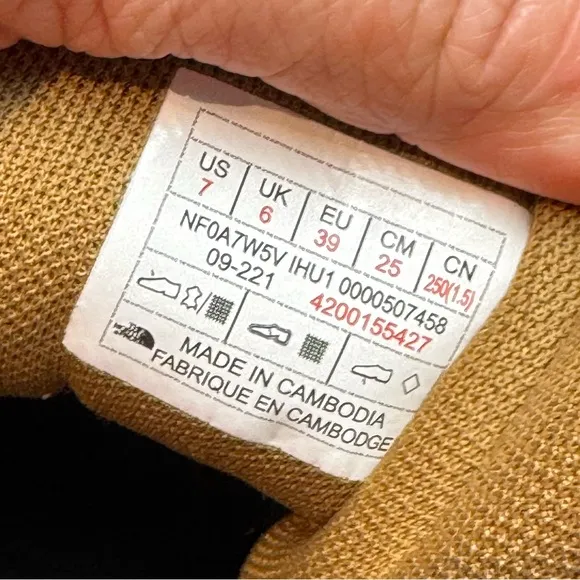 US UK EU CM CN
7 6 39 25 250(1.5)
NF0A7W5V IHU1 0000507458
09-221 4200155427
MADE IN CAMBODIA
FABRIQUE EN CAMBODGE